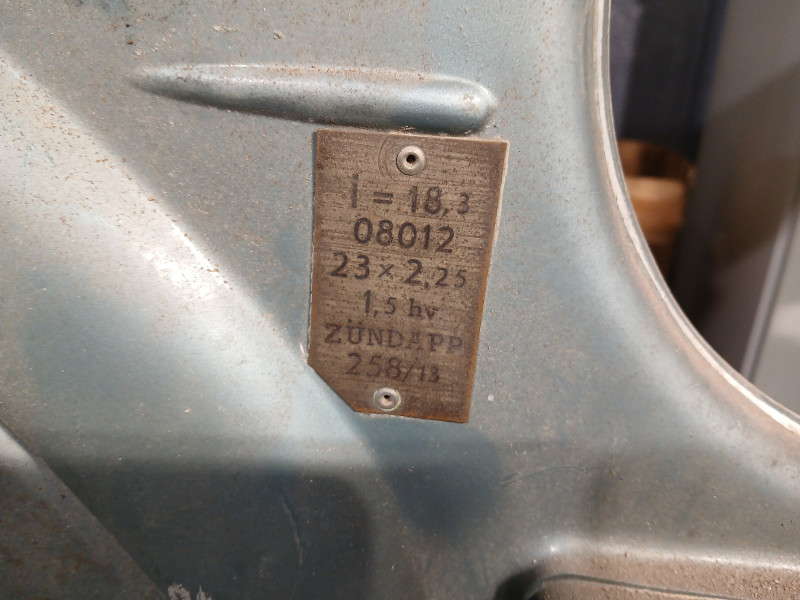 i = 18,3
08012
23 × 2,25
1,5 hv
ZÜNDAPP
258/13